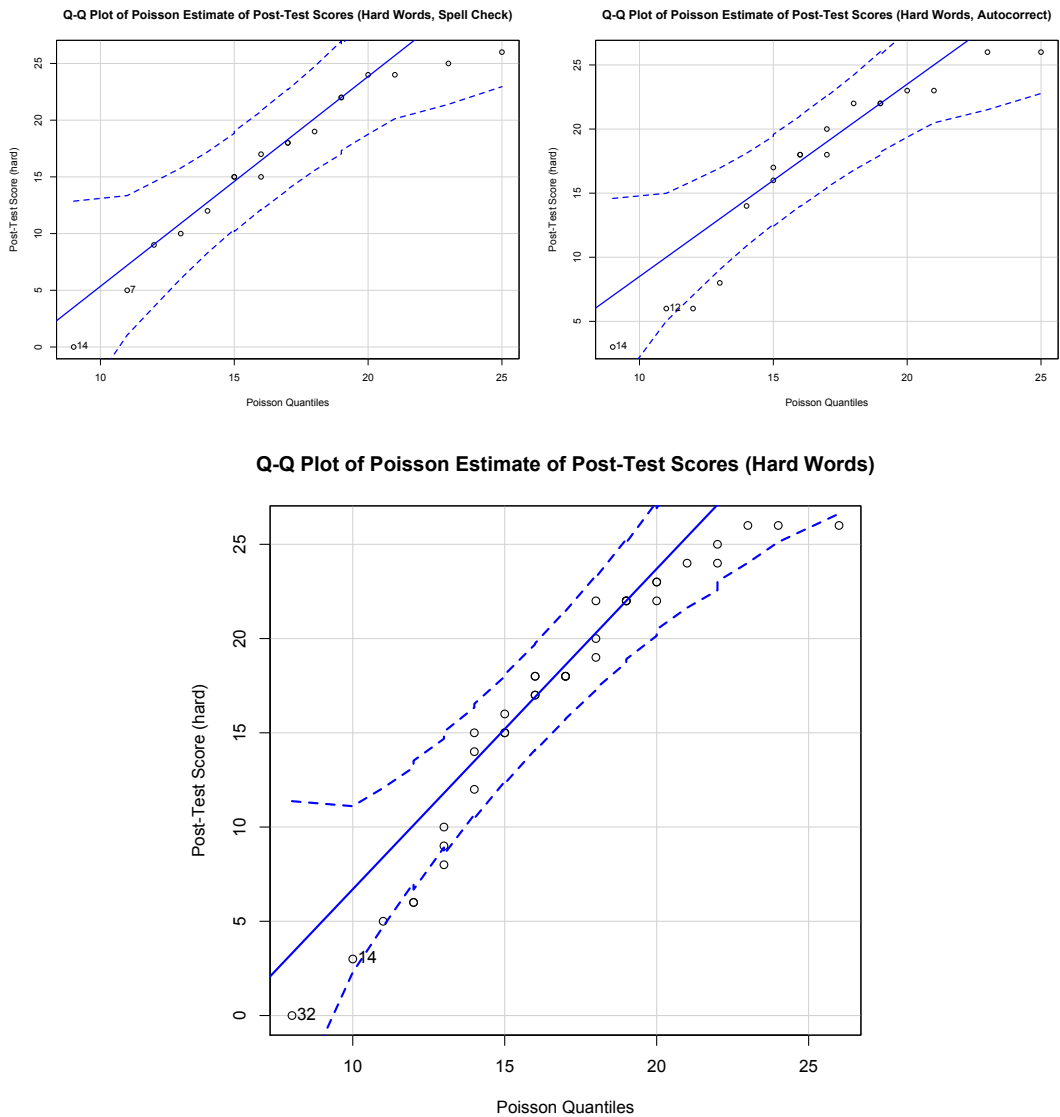 Q-Q Plot of Poisson Estimate of Post-Test Scores (Hard Words, Spell Check)
Post-Test Score (hard)
25
20
15
10
5
0
7
14
10 15 20 25
Poisson Quantiles
Q-Q Plot of Poisson Estimate of Post-Test Scores (Hard Words, Autocorrect)
Post-Test Score (hard)
25
20
15
10
5
12
14
10 15 20 25
Poisson Quantiles
Q-Q Plot of Poisson Estimate of Post-Test Scores (Hard Words)
Post-Test Score (hard)
25
20
15
10
5
0
14
32
10 15 20 25
Poisson Quantiles